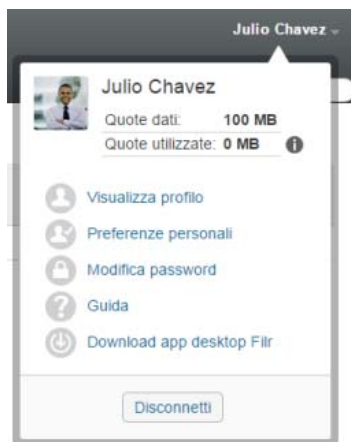 Julio Chavez
Julio Chavez
Quote dati: 100 MB
Quote utilizzate: 0 MB
Visualizza profilo
Preferenze personali
Modifica password
Guida
Download app desktop Filr
Disconnetti